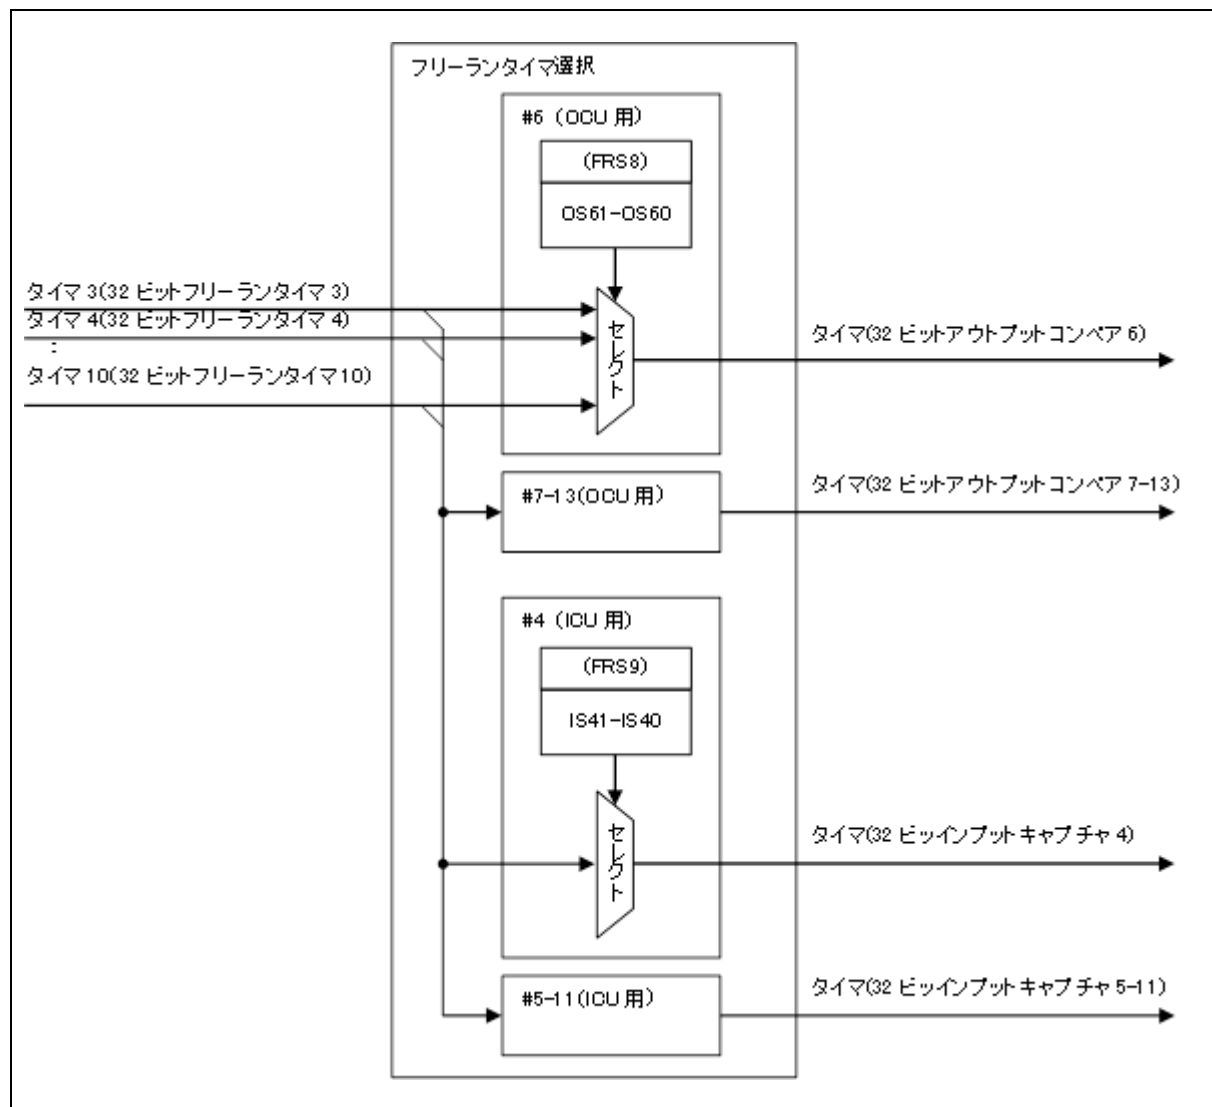 フリーランタイマ選択
#6 (OCU 用)
(FRS8)
OS61-OS60
タイマ 3(32 ビットフリーランタイマ 3)
タイマ 4(32 ビットフリーランタイマ 4)
:
タイマ 10(32 ビットフリーランタイマ 10)
セレクト
タイマ(32 ビットアウトプットコンペア 6)
#7-13(OCU 用)
タイマ(32 ビットアウトプットコンペア 7-13)
#4 (ICU 用)
(FRS9)
IS41-IS40
セレクト
タイマ(32 ビッインプットキャプチャ 4)
#5-11(ICU 用)
タイマ(32 ビッインプットキャプチャ 5-11)